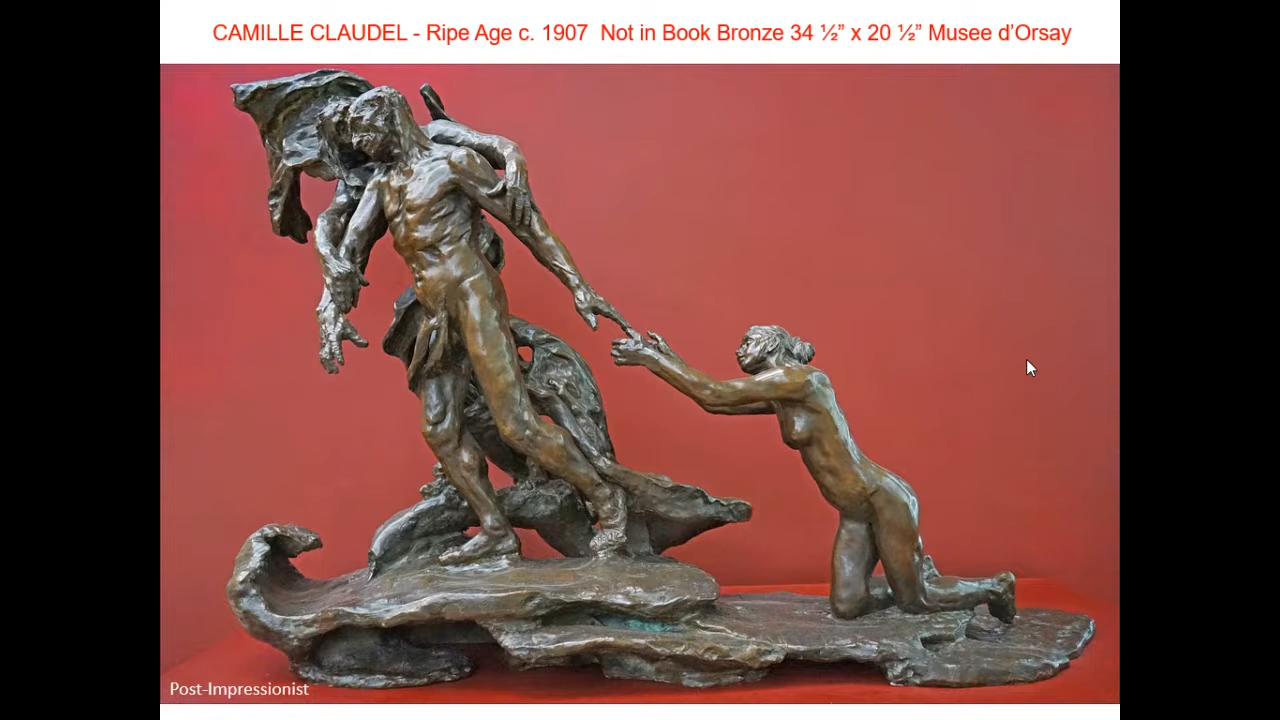 CAMILLE CLAUDEL - Ripe Age c. 1907  Not in Book Bronze 34 ½” x 20 ½” Musee d’Orsay
Post-Impressionist